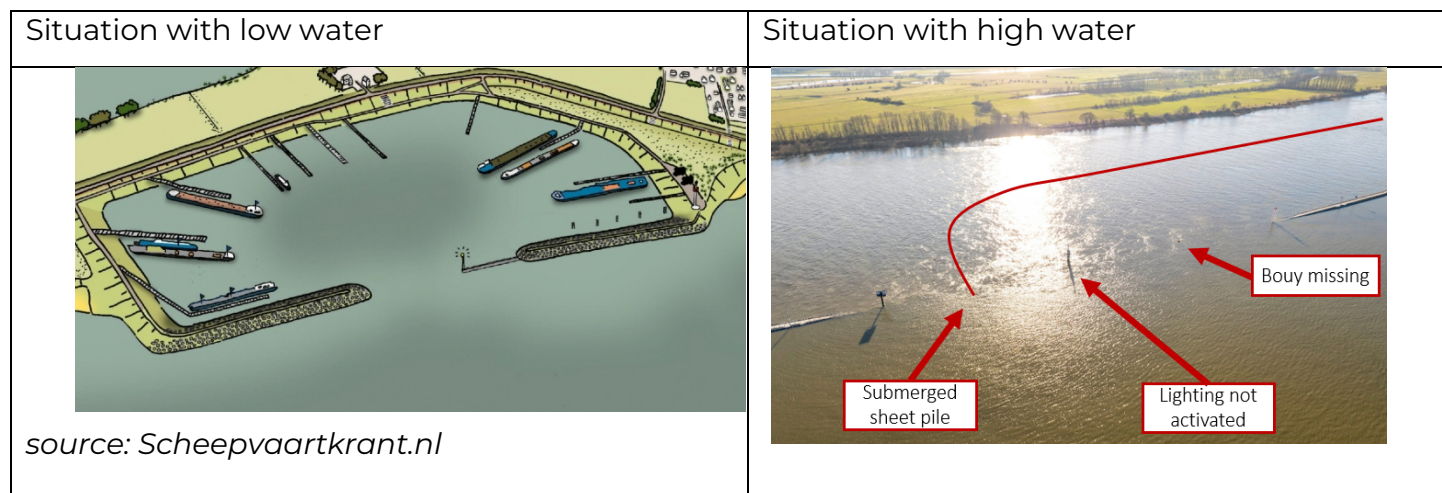 Situation with low water
Situation with high water
source: Scheepvaartkrant.nl
Bouy missing
Submerged
sheet pile
Lighting not
activated